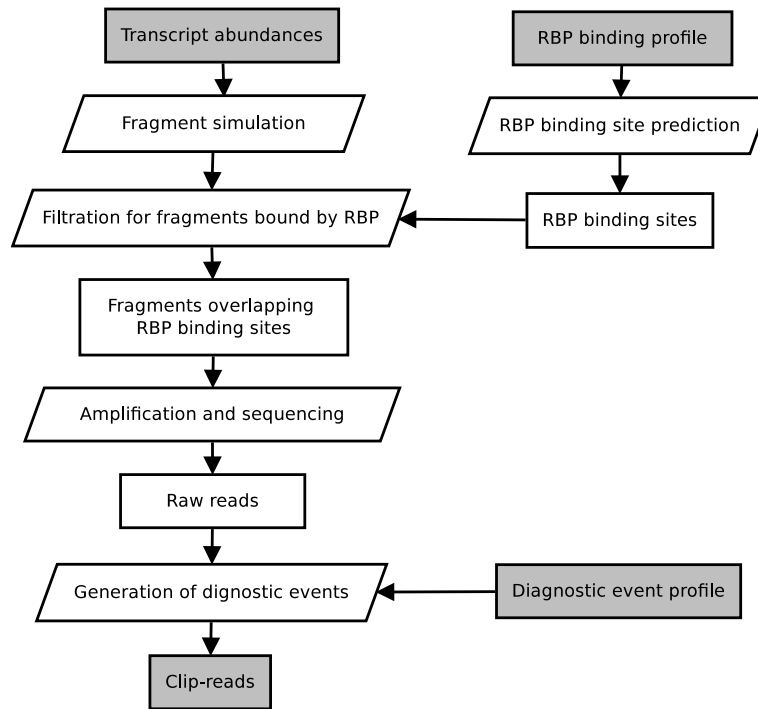 Transcript abundances
RBP binding profile
Fragment simulation
RBP binding site prediction
Filtration for fragments bound by RBP
RBP binding sites
Fragments overlapping
RBP binding sites
Amplification and sequencing
Raw reads
Generation of dignostic events
Diagnostic event profile
Clip-reads